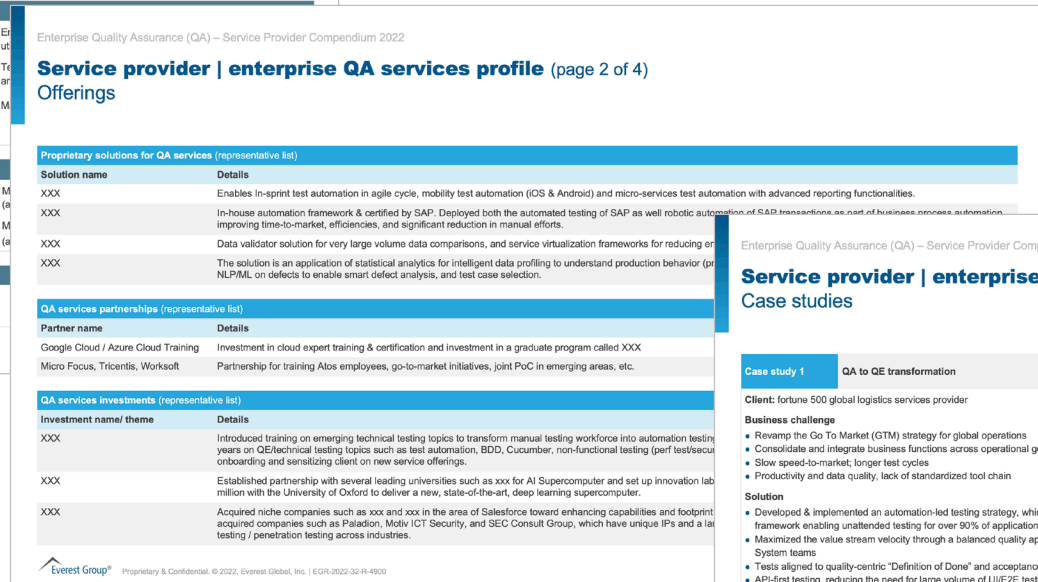 Enterprise Quality Assurance (QA) – Service Provider Compendium 2022
Service provider | enterprise QA services profile (page 2 of 4)
Offerings
Proprietary solutions for QA services (representative list)
Solution name Details
XXX Enables In-sprint test automation in agile cycle, mobility test automation (iOS & Android) and micro-services test automation with advanced reporting functionalities.
XXX In-house automation framework & certified by SAP. Deployed both the automated testing of SAP as well robotic automation of SAP transactions as part of business process automation,
improving time-to-market, efficiencies, and significant reduction in manual efforts.
XXX Data validator solution for very large volume data comparisons, and service virtualization frameworks for reducing
XXX The solution is an application of statistical analytics for intelligent data profiling to understand production behavior
NLP/ML on defects to enable smart defect analysis, and test case selection.
QA services partnerships (representative list)
Partner name Details
Google Cloud / Azure Cloud Training Investment in cloud expert training & certification and investment in a graduate program called XXX
Micro Focus, Tricentis, Worksoft Partnership for training Atos employees, go-to-market initiatives, joint PoC in emerging areas, etc.
QA services investments (representative list)
Investment name/ theme Details
XXX Introduced training on emerging technical testing topics to transform manual testing workforce into automation testing
years on QE/technical testing topics such as test automation, BDD, Cucumber, non-functional testing (perf test/secu
onboarding and sensitizing client on new service offerings.
XXX Established partnership with several leading universities such as xxx for AI Supercomputer and set up innovation lab
million with the University of Oxford to deliver a new, state-of-the-art, deep learning supercomputer.
XXX Acquired niche companies such as xxx and xxx in the area of Salesforce toward enhancing capabilities and footprint
acquired companies such as Paladion, Motiv ICT Security, and SEC Consult Group, which have unique IPs and a
testing / penetration testing across industries.
Everest Group® Proprietary & Confidential. © 2022, Everest Global, Inc. | EGR-2022-32-R-4900
Enterprise Quality Assurance (QA) – Service Provider Comp
Service provider | enterprise
Case studies
Case study 1 QA to QE transformation
Client: fortune 500 global logistics services provider
Business challenge
• Revamp the Go To Market (GTM) strategy for global operations
• Consolidate and integrate business functions across operational
• Slow speed-to-market; longer test cycles
• Productivity and data quality, lack of standardized tool chain
Solution
• Developed & implemented an automation-led testing strategy,
framework enabling unattended testing for over 90% of application
• Maximized the value stream velocity through a balanced quality
System teams
• Tests aligned to quality-centric “Definition of Done” and
• API-first testing, reducing the need for large volume of UI/E2E test